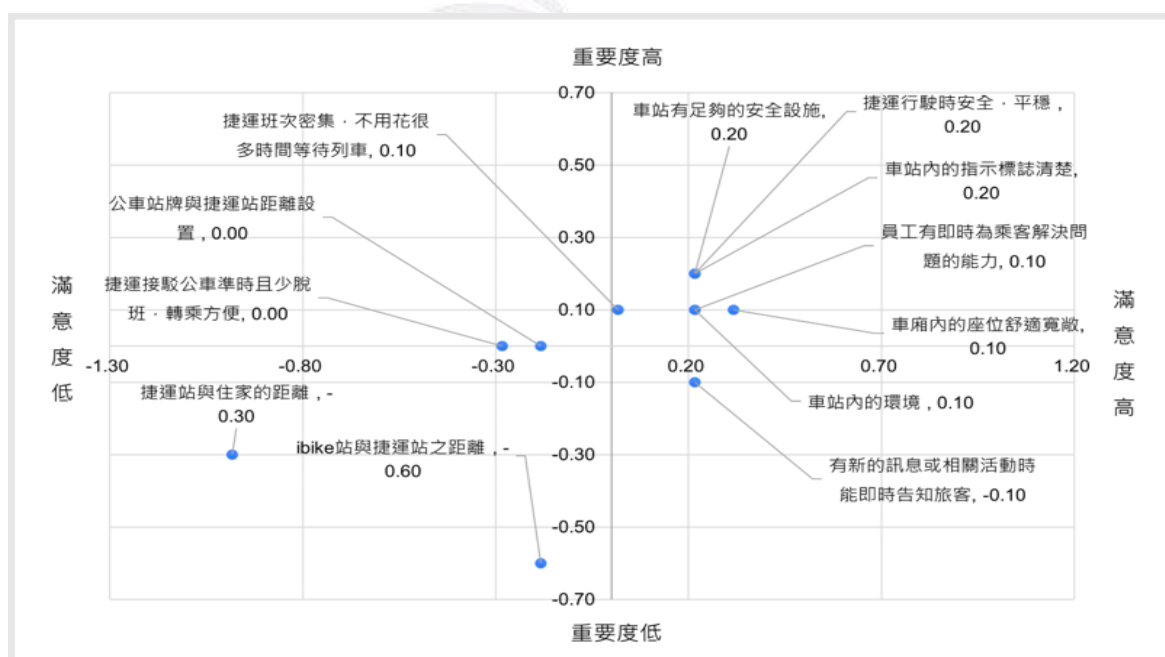 重要度高
0.70
捷運班次密集．不用花很
多時間等待列車, 0.10
車站有足夠的安全設施,
0.20
捷運行駛時安全．平穩 ,
0.20
0.50
車站內的指示標誌清楚,
0.20
公車站牌與捷運站距離設
置 , 0.00
0.30
員工有即時為乘客解決問
題的能力, 0.10
滿意度低
捷運接駁公車準時且少脫
班．轉乘方便, 0.00
0.10
車廂內的座位舒適寬敞,
0.10
滿意度高
-1.30 -0.80 -0.30 0.20 0.70 1.20
-0.10
捷運站與住家的距離 , -
0.30
車站內的環境 , 0.10
ibike站與捷運站之距離 , -
0.60
-0.30
有新的訊息或相關活動時
能即時告知旅客, -0.10
-0.50
-0.70
重要度低